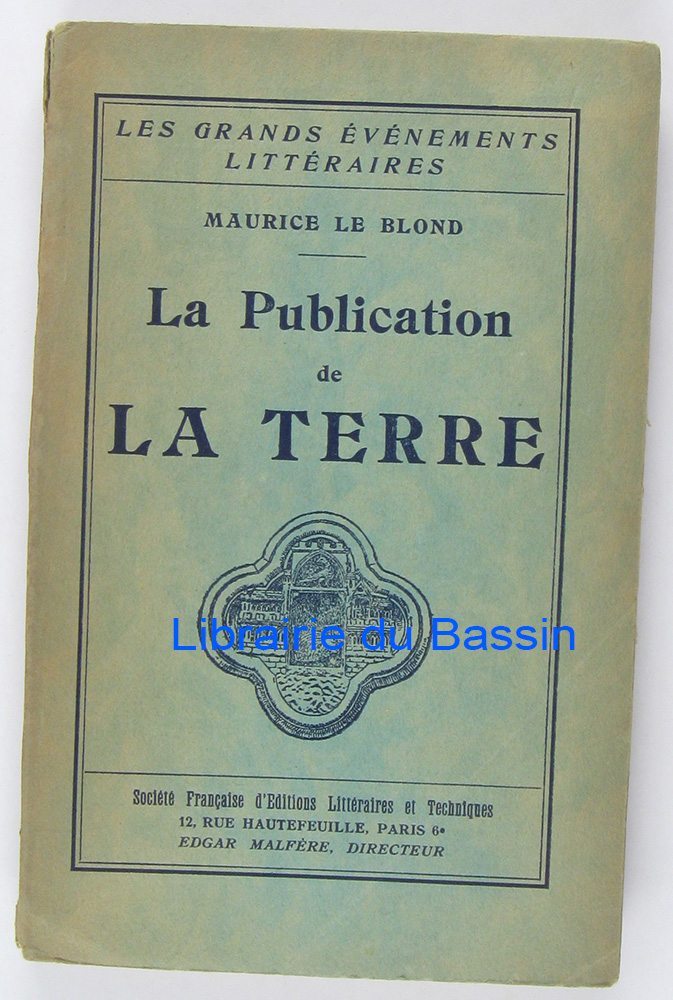 LES GRANDS ÉVÉNEMENTS
LITTÉRAIRES
MAURICE LE BLOND
La Publication
de
LA TERRE
Librairie du Bassin
Société Française d'Editions Littéraires et Techniques
12, RUE HAUTEFEUILLE, PARIS 6e
EDGAR MALFÈRE, DIRECTEUR